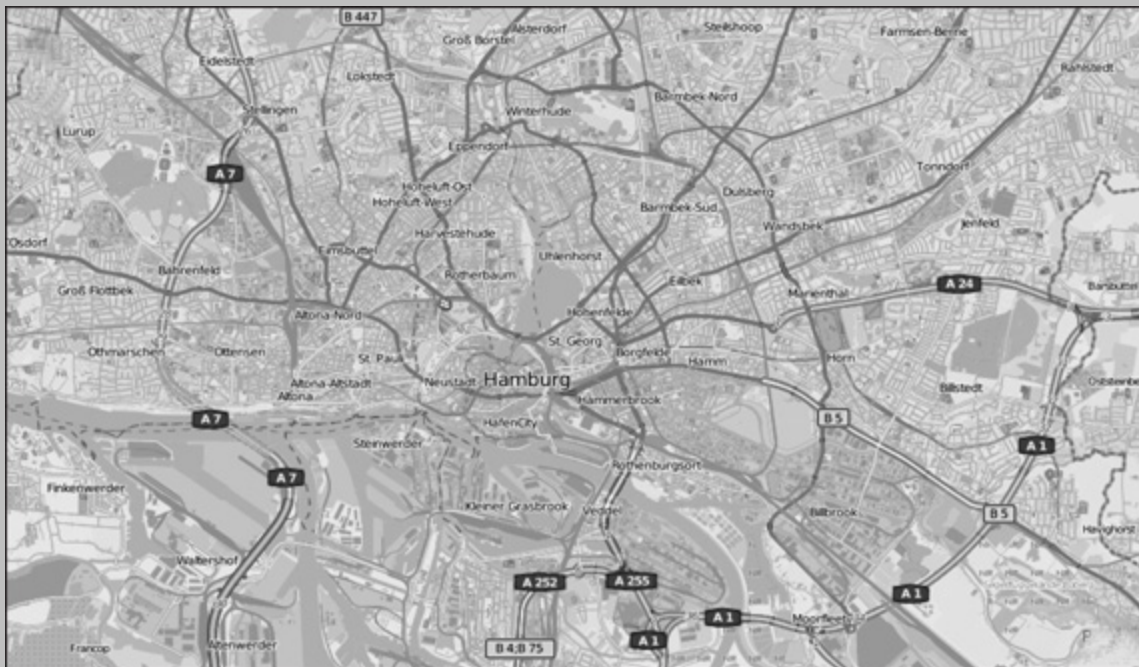 B 447
Alsterdorf
Steilshoop
Groß Borstel
Farmsen-Berne
Eidelstedt
Rahlstedt
Lokstedt
Barmbek-Nord
Stellingen
Winterhude
Lurup
Eppendorf
Tonndorf
A 7
Hoheluft-Ost
Dulsberg
Hoheluft-West
Barmbek-Süd
Jenfeld
Wandsbek
Harvestehude
Osdorf
Eimsbüttel
Uhlenhorst
Bahrenfeld
Rotherbaum
Eilbek
A 24
Groß Flottbek
Marienthal
Barsbüttel
Hohenfelde
Altona-Nord
St. Georg
Othmarschen
Ottensen
Borgfelde
St. Pauli
Hamm
Horn
Neustadt
Hamburg
Altona-Altstadt
Billstedt
Altona
Hammerbrook
A 7
B 5
HafenCity
Steinwerder
A 1
Rothenburgsort
A 7
Finkenwerder
Kleiner Grasbrook
Veddel
Billbrook
B 5
Havighorst
Waltershof
A 252
A 255
A 1
A 1
Moorfleet
A 1
Altenwerder
Francop
B 4;B 75